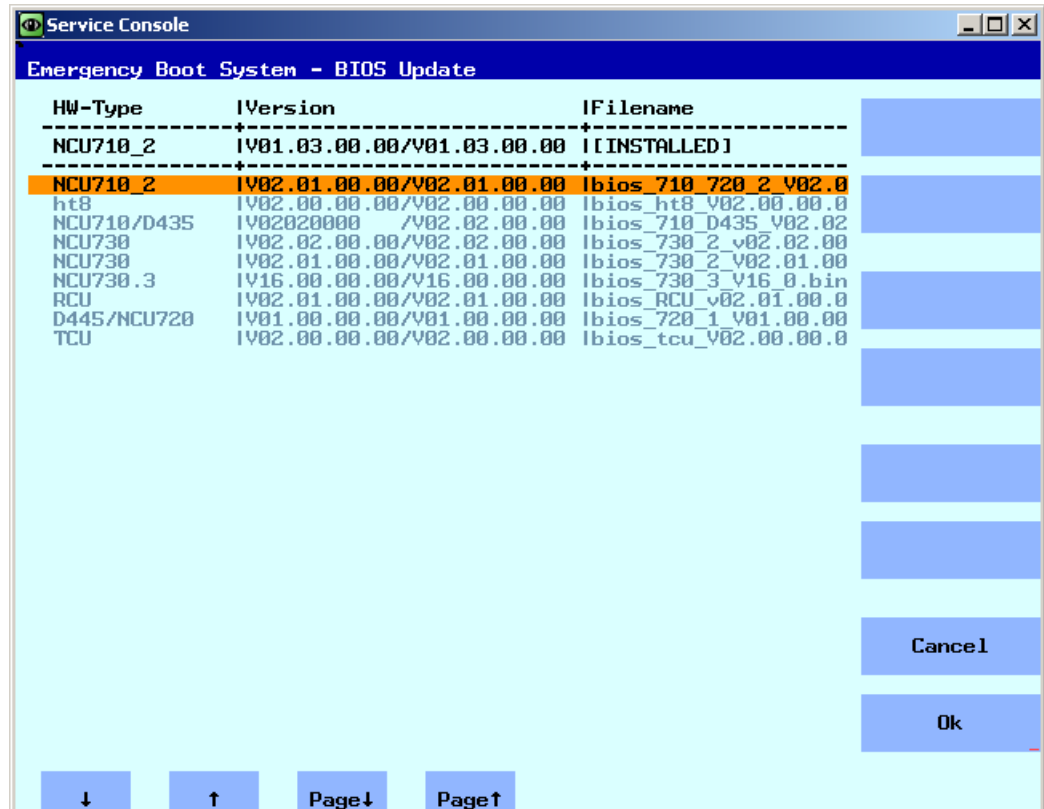 Service Console
Emergency Boot System - BIOS Update
HW-Type |Version |Filename
NCU710_2 |V01.03.00.00/V01.03.00.00 |[INSTALLED]
NCU710_2 |V02.01.00.00/V02.01.00.00 |bios_710_720_2_V02.0
ht8 |V02.00.00.00/V02.00.00.00 |bios_ht8_V02.00.00.0
NCU710/D435 |V02020000 /V02.02.00.00 |bios_710_D435_V02.02
NCU730 |V02.02.00.00/V02.02.00.00 |bios_730_2_v02.02.00
NCU730 |V02.01.00.00/V02.01.00.00 |bios_730_2_V02.01.00
NCU730.3 |V16.00.00.00/V16.00.00.00 |bios_730_3_V16_0.bin
RCU |V02.01.00.00/V02.01.00.00 |bios_RCU_v02.01.00.0
D445/NCU720 |V01.00.00.00/V01.00.00.00 |bios_720_1_V01.00.00
TCU |V02.00.00.00/V02.00.00.00 |bios_tcu_V02.00.00.0
Cancel
Ok
↓ ↑ Page↓ Page↑